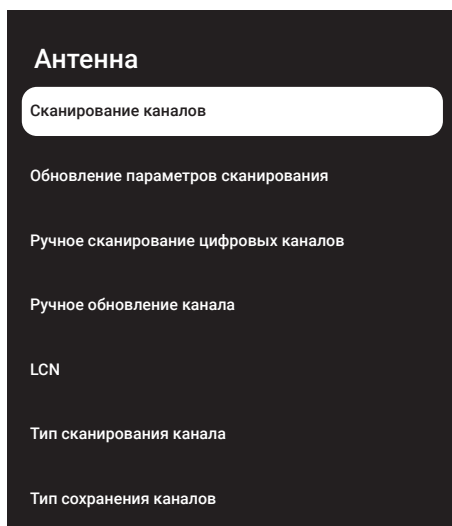 Антенна
Сканирование каналов
Обновление параметров сканирования
Ручное сканирование цифровых каналов
Ручное обновление канала
LCN
Тип сканирования канала
Тип сохранения каналов